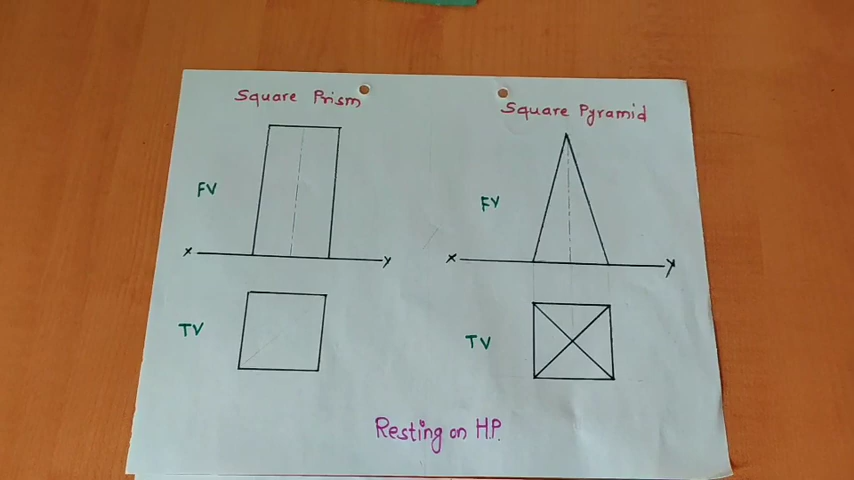 Square Prism
Square Pyramid
FV
FV
X
Y
X
Y
TV
TV
Resting on H.P.